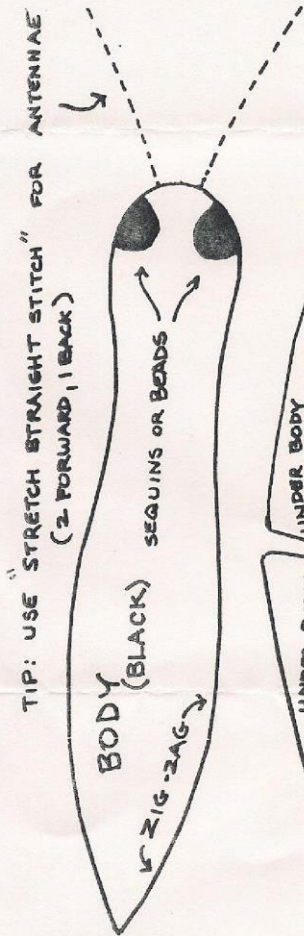 TIP: USE "STRETCH STRAIGHT STITCH" FOR ANTENNAE
(2 FORWARD, 1 BACK)
BODY
(BLACK)
SEQUINS OR BEADS
ZIG-ZAG
UNDER BODY
UNDER